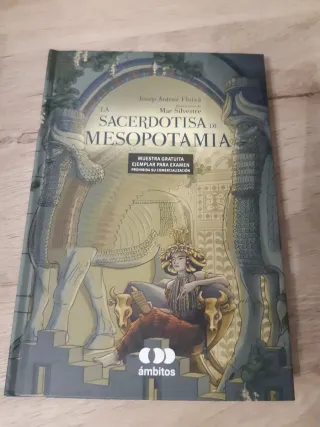 Josep Antoni Fluixà
Mar Silvestre
LA
SACERDOTISA DE
MESOPOTAMIA
MUESTRA GRATUITA
EJEMPLAR PARA EXAMEN
PROHIBIDA SU COMERCIALIZACIÓN
ámbitos